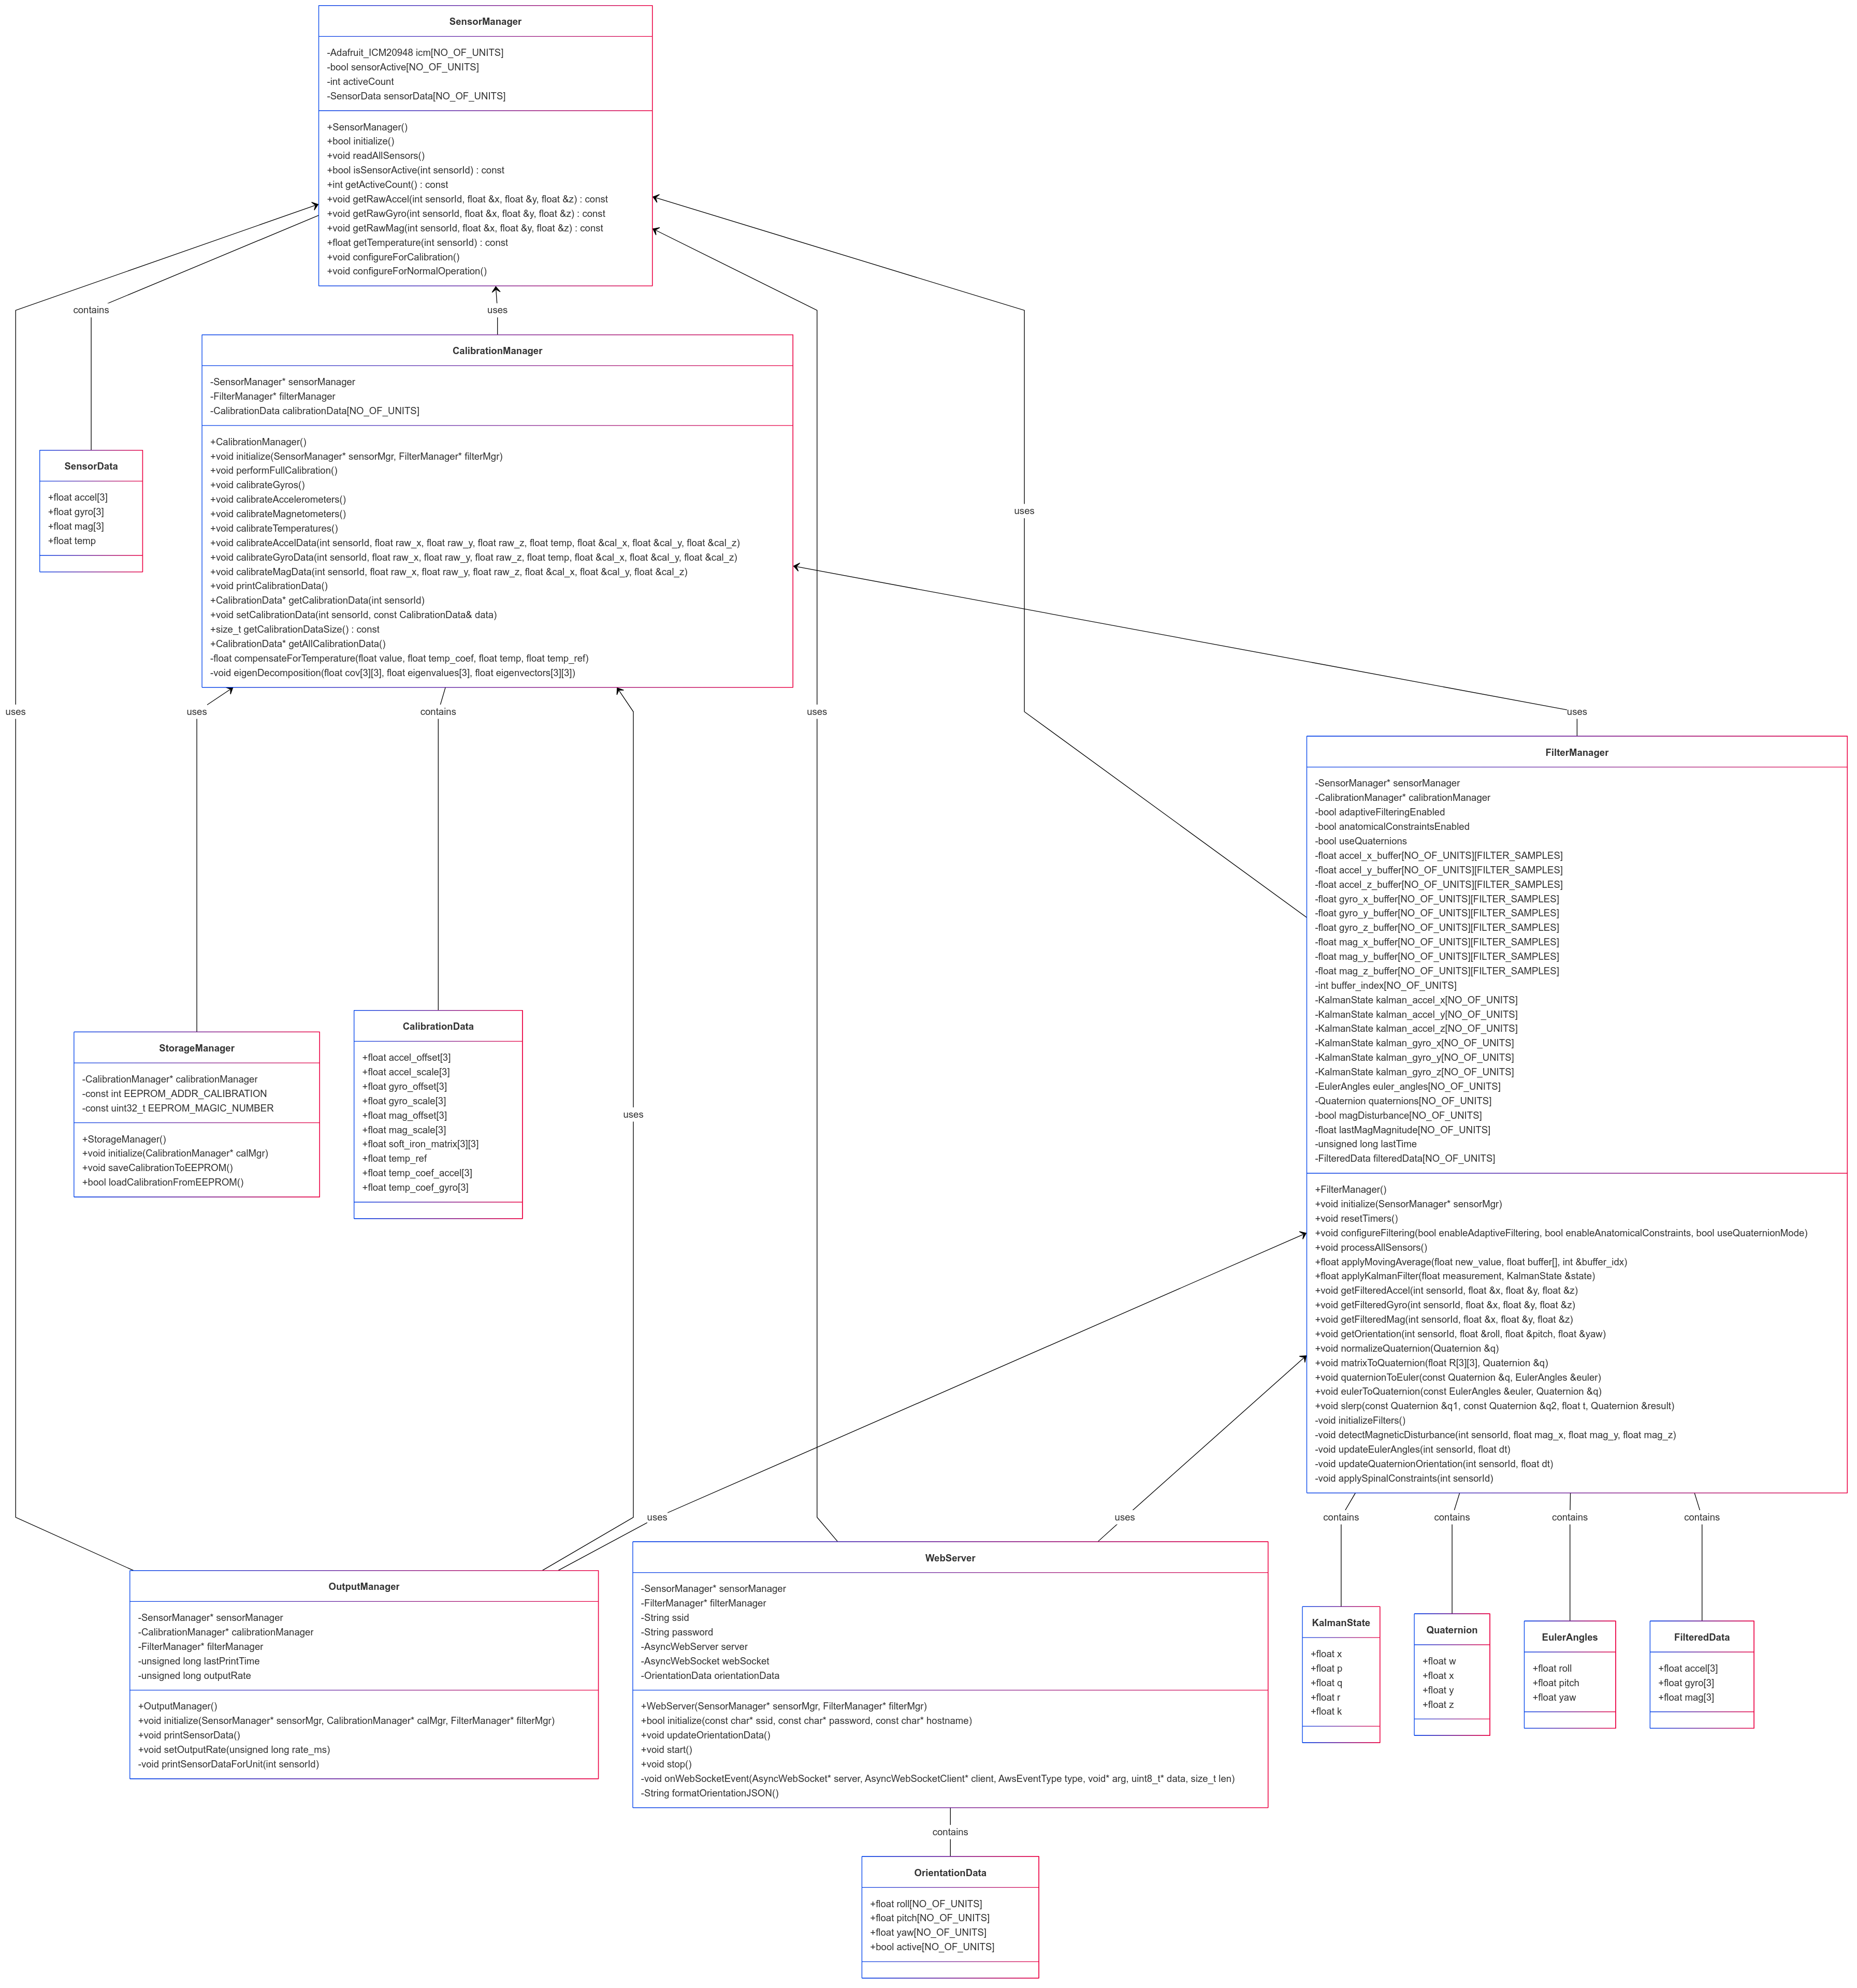 SensorManager
-Adafruit_ICM20948 icm[NO_OF_UNITS]
-bool sensorActive[NO_OF_UNITS]
-int activeCount
-SensorData sensorData[NO_OF_UNITS]
+SensorManager()
+bool initialize()
+void readAllSensors()
+bool isSensorActive(int sensorId) : const
+int getActiveCount() : const
+void getRawAccel(int sensorId, float &x, float &y, float &z) : const
+void getRawGyro(int sensorId, float &x, float &y, float &z) : const
+void getRawMag(int sensorId, float &x, float &y, float &z) : const
+float getTemperature(int sensorId) : const
+void configureForCalibration()
+void configureForNormalOperation()
contains
uses
CalibrationManager
-SensorManager* sensorManager
-FilterManager* filterManager
-CalibrationData calibrationData[NO_OF_UNITS]
+CalibrationManager()
+void initialize(SensorManager* sensorMgr, FilterManager* filterMgr)
+void performFullCalibration()
+void calibrateGyros()
+void calibrateAccelerometers()
+void calibrateMagnetometers()
+void calibrateTemperatures()
+void calibrateAccelData(int sensorId, float raw_x, float raw_y, float raw_z, float temp, float &cal_x, float &cal_y, float &cal_z)
+void calibrateGyroData(int sensorId, float raw_x, float raw_y, float raw_z, float temp, float &cal_x, float &cal_y, float &cal_z)
+void calibrateMagData(int sensorId, float raw_x, float raw_y, float raw_z, float &cal_x, float &cal_y, float &cal_z)
+void printCalibrationData()
+CalibrationData* getCalibrationData(int sensorId)
+void setCalibrationData(int sensorId, const CalibrationData& data)
+size_t getCalibrationDataSize() : const
+CalibrationData* getAllCalibrationData()
-float compensateForTemperature(float value, float temp_coef, float temp, float temp_ref)
-void eigenDecomposition(float cov[3][3], float eigenvalues[3], float eigenvectors[3][3])
SensorData
+float accel[3]
+float gyro[3]
+float mag[3]
+float temp
uses
uses
uses
contains
uses
uses
FilterManager
-SensorManager* sensorManager
-CalibrationManager* calibrationManager
-bool adaptiveFilteringEnabled
-bool anatomicalConstraintsEnabled
-bool useQuaternions
-float accel_x_buffer[NO_OF_UNITS][FILTER_SAMPLES]
-float accel_y_buffer[NO_OF_UNITS][FILTER_SAMPLES]
-float accel_z_buffer[NO_OF_UNITS][FILTER_SAMPLES]
-float gyro_x_buffer[NO_OF_UNITS][FILTER_SAMPLES]
-float gyro_y_buffer[NO_OF_UNITS][FILTER_SAMPLES]
-float gyro_z_buffer[NO_OF_UNITS][FILTER_SAMPLES]
-float mag_x_buffer[NO_OF_UNITS][FILTER_SAMPLES]
-float mag_y_buffer[NO_OF_UNITS][FILTER_SAMPLES]
-float mag_z_buffer[NO_OF_UNITS][FILTER_SAMPLES]
-int buffer_index[NO_OF_UNITS]
-KalmanState kalman_accel_x[NO_OF_UNITS]
-KalmanState kalman_accel_y[NO_OF_UNITS]
-KalmanState kalman_accel_z[NO_OF_UNITS]
-KalmanState kalman_gyro_x[NO_OF_UNITS]
-KalmanState kalman_gyro_y[NO_OF_UNITS]
-KalmanState kalman_gyro_z[NO_OF_UNITS]
-EulerAngles euler_angles[NO_OF_UNITS]
-Quaternion quaternions[NO_OF_UNITS]
-bool magDisturbance[NO_OF_UNITS]
-float lastMagMagnitude[NO_OF_UNITS]
-unsigned long lastTime
-FilteredData filteredData[NO_OF_UNITS]
+FilterManager()
+void initialize(SensorManager* sensorMgr)
+void resetTimers()
+void configureFiltering(bool enableAdaptiveFiltering, bool enableAnatomicalConstraints, bool useQuaternionMode)
+void processAllSensors()
+float applyMovingAverage(float new_value, float buffer[], int &buffer_idx)
+float applyKalmanFilter(float measurement, KalmanState &state)
+void getFilteredAccel(int sensorId, float &x, float &y, float &z)
+void getFilteredGyro(int sensorId, float &x, float &y, float &z)
+void getFilteredMag(int sensorId, float &x, float &y, float &z)
+void getOrientation(int sensorId, float &roll, float &pitch, float &yaw)
+void normalizeQuaternion(Quaternion &q)
+void matrixToQuaternion(float R[3][3], Quaternion &q)
+void quaternionToEuler(const Quaternion &q, EulerAngles &euler)
+void eulerToQuaternion(const EulerAngles &euler, Quaternion &q)
+void slerp(const Quaternion &q1, const Quaternion &q2, float t, Quaternion &result)
-void initializeFilters()
-void detectMagneticDisturbance(int sensorId, float mag_x, float mag_y, float mag_z)
-void updateEulerAngles(int sensorId, float dt)
-void updateQuaternionOrientation(int sensorId, float dt)
-void applySpinalConstraints(int sensorId)
StorageManager
-CalibrationManager* calibrationManager
-const int EEPROM_ADDR_CALIBRATION
-const uint32_t EEPROM_MAGIC_NUMBER
+StorageManager()
+void initialize(CalibrationManager* calMgr)
+void saveCalibrationToEEPROM()
+bool loadCalibrationFromEEPROM()
CalibrationData
+float accel_offset[3]
+float accel_scale[3]
+float gyro_offset[3]
+float gyro_scale[3]
+float mag_offset[3]
+float mag_scale[3]
+float soft_iron_matrix[3][3]
+float temp_ref
+float temp_coef_accel[3]
+float temp_coef_gyro[3]
uses
uses
uses
contains
contains
contains
contains
OutputManager
-SensorManager* sensorManager
-CalibrationManager* calibrationManager
-FilterManager* filterManager
-unsigned long lastPrintTime
-unsigned long outputRate
+OutputManager()
+void initialize(SensorManager* sensorMgr, CalibrationManager* calMgr, FilterManager* filterMgr)
+void printSensorData()
+void setOutputRate(unsigned long rate_ms)
-void printSensorDataForUnit(int sensorId)
WebServer
-SensorManager* sensorManager
-FilterManager* filterManager
-String ssid
-String password
-AsyncWebServer server
-AsyncWebSocket webSocket
-OrientationData orientationData
+WebServer(SensorManager* sensorMgr, FilterManager* filterMgr)
+bool initialize(const char* ssid, const char* password, const char* hostname)
+void updateOrientationData()
+void start()
+void stop()
-void onWebSocketEvent(AsyncWebSocket* server, AsyncWebSocketClient* client, AwsEventType type, void* arg, uint8_t* data, size_t len)
-String formatOrientationJSON()
KalmanState
+float x
+float p
+float q
+float r
+float k
Quaternion
+float w
+float x
+float y
+float z
EulerAngles
+float roll
+float pitch
+float yaw
FilteredData
+float accel[3]
+float gyro[3]
+float mag[3]
contains
OrientationData
+float roll[NO_OF_UNITS]
+float pitch[NO_OF_UNITS]
+float yaw[NO_OF_UNITS]
+bool active[NO_OF_UNITS]